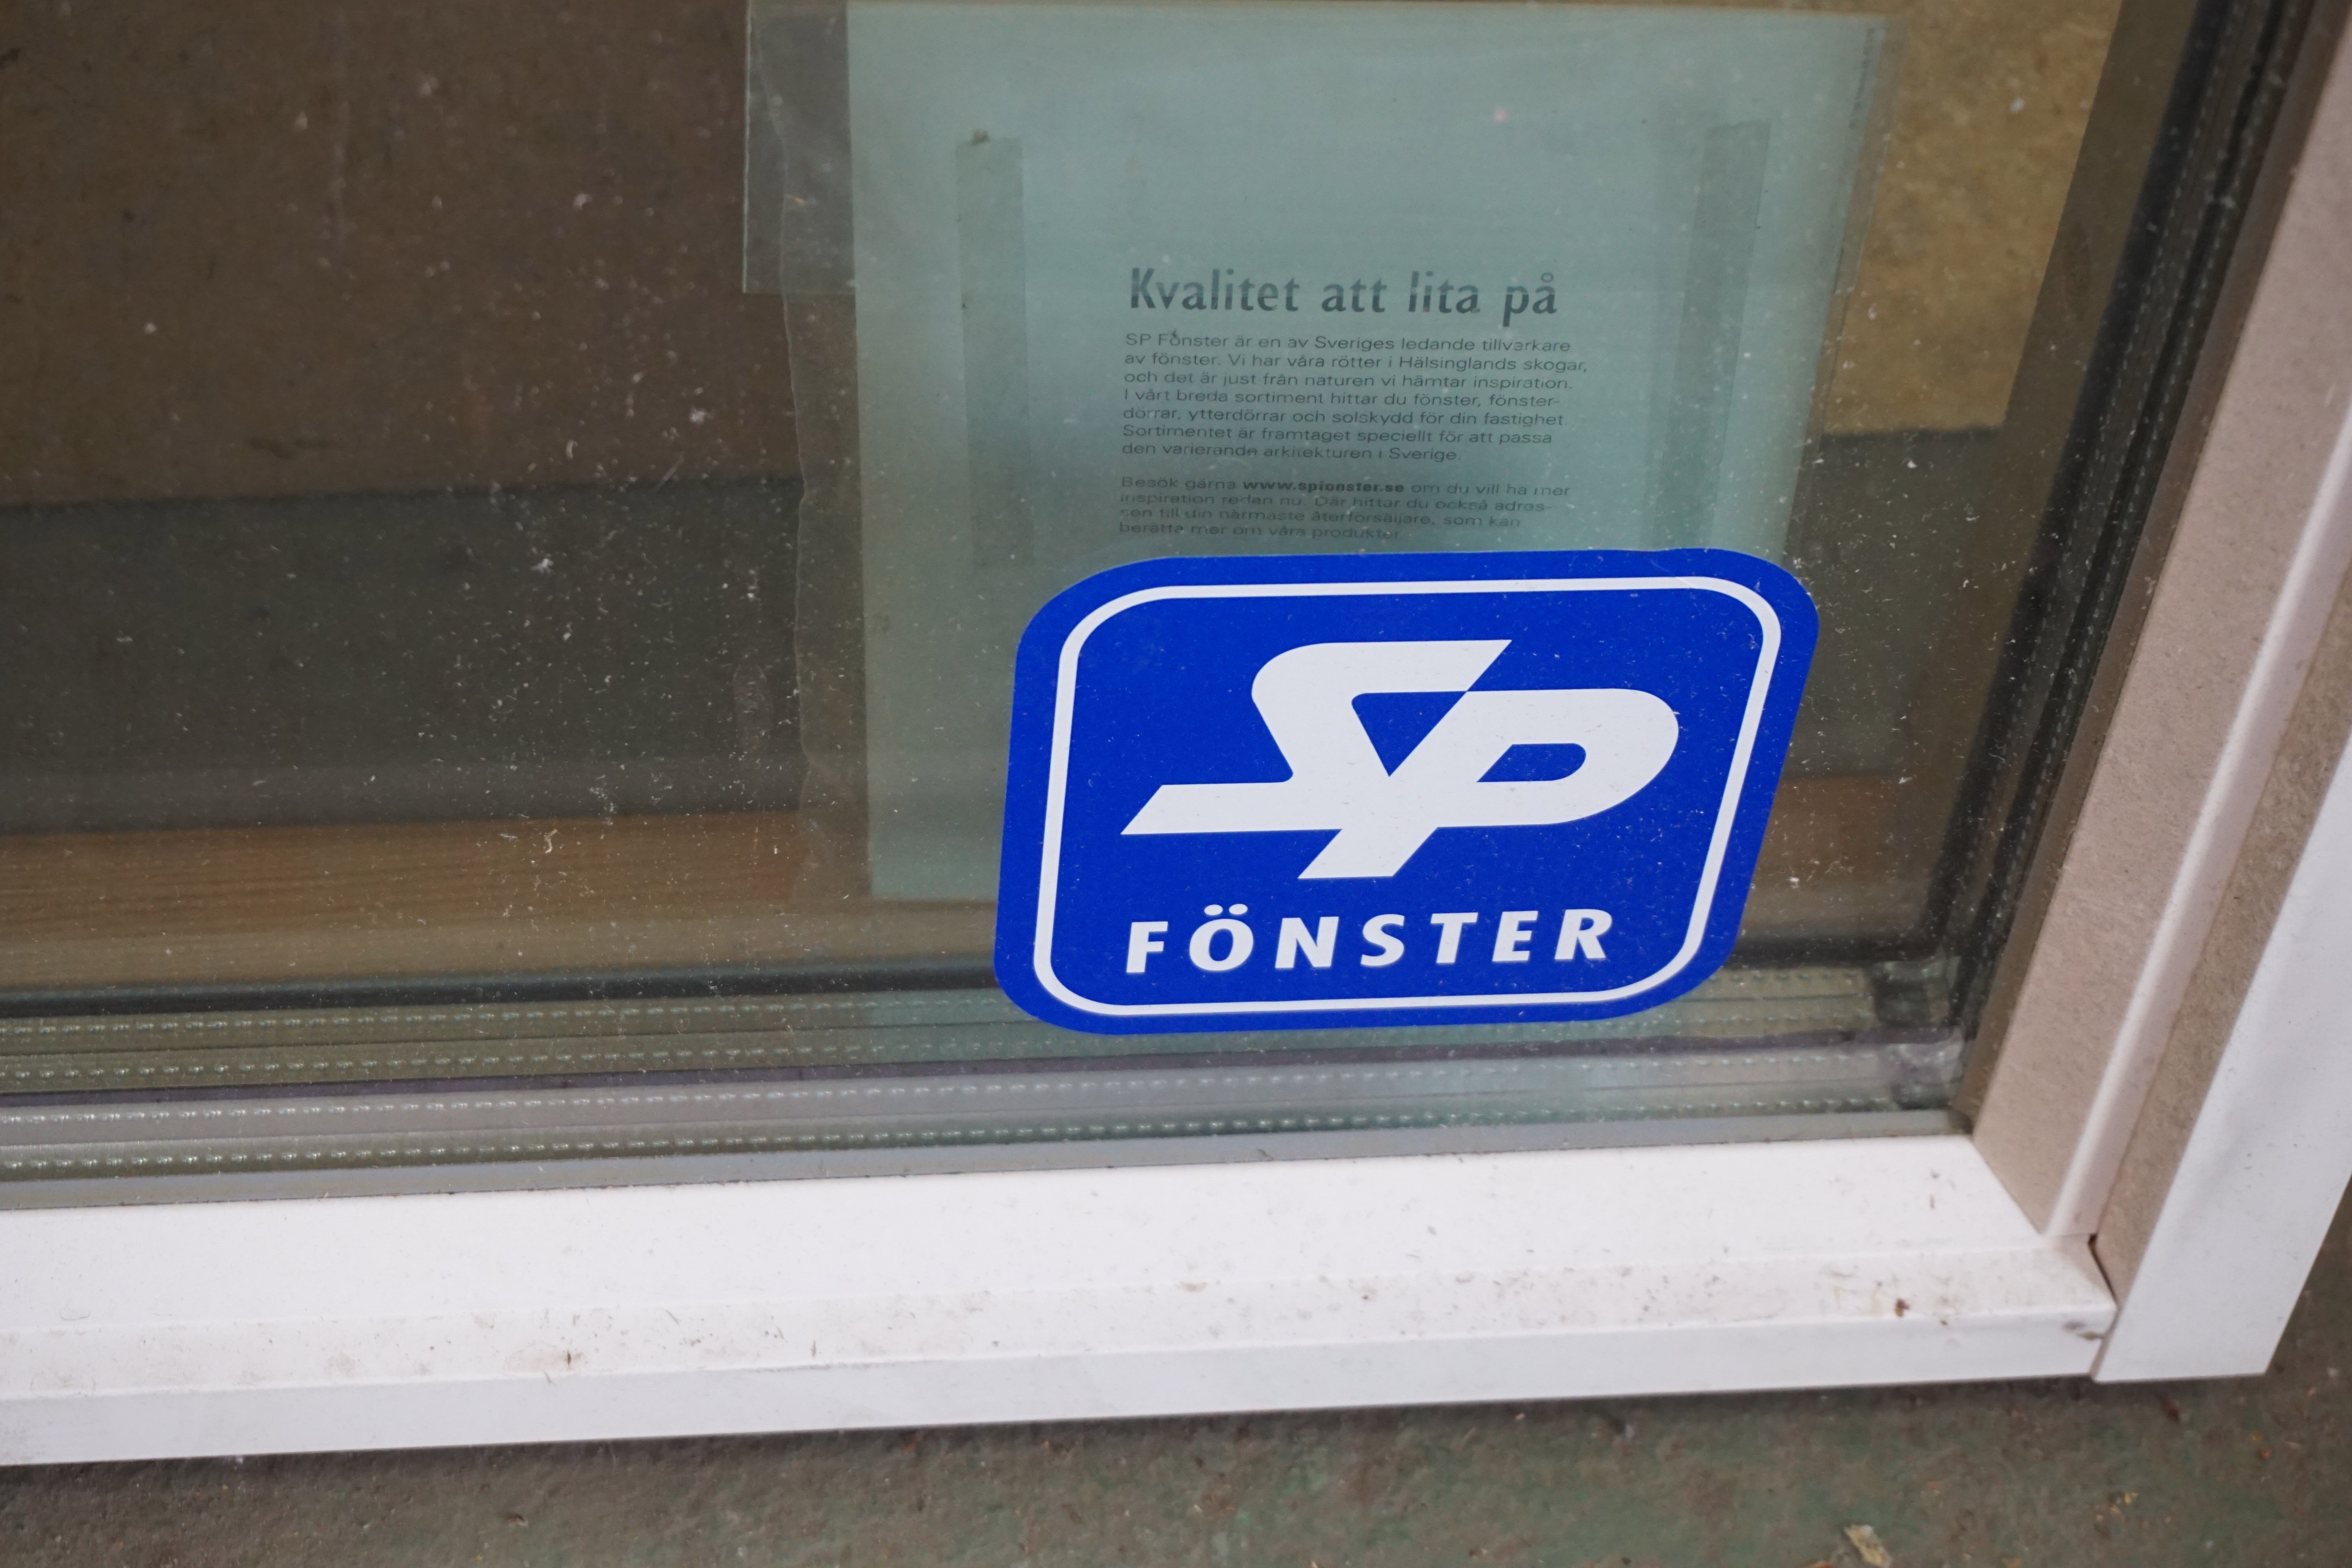 Kvalitet att lita på
SP Fönster är en av Sveriges ledande tillverkare
av fönster. Vi har våra rötter i Hälsinglands skogar,
och det är just från naturen vi hämtar inspiration.
I vårt breda sortiment hittar du fönster, fönster-
dörrar, ytterdörrar och solskydd för din fastighet.
Sortimentet är framtaget speciellt för att passa
den varierande arkitekturen i Sverige.
Besök gärna www.spfonster.se om du vill ha mer
inspiration redan nu. Där hittar du också adres-
sen till din närmaste återförsäljare, som kan
berätta mer om våra produkter.
SP
FÖNSTER